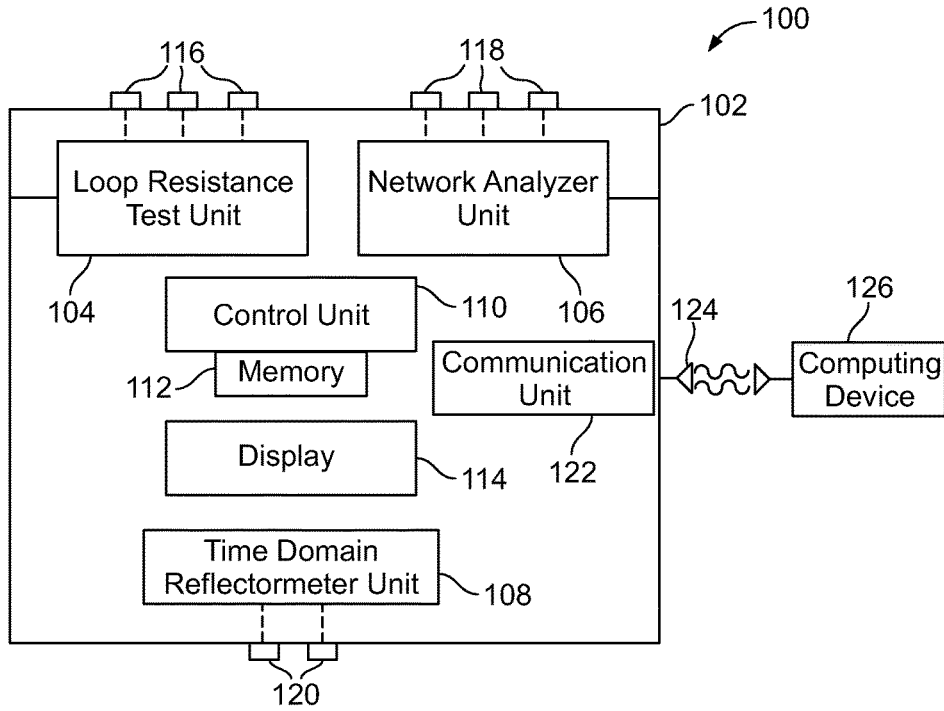 100
116
118
102
Loop Resistance
Test Unit
Network Analyzer
Unit
104
110
106
124
126
Control Unit
112
Memory
Communication
Unit
Computing
Device
122
Display
114
Time Domain
Reflectormeter Unit
108
120